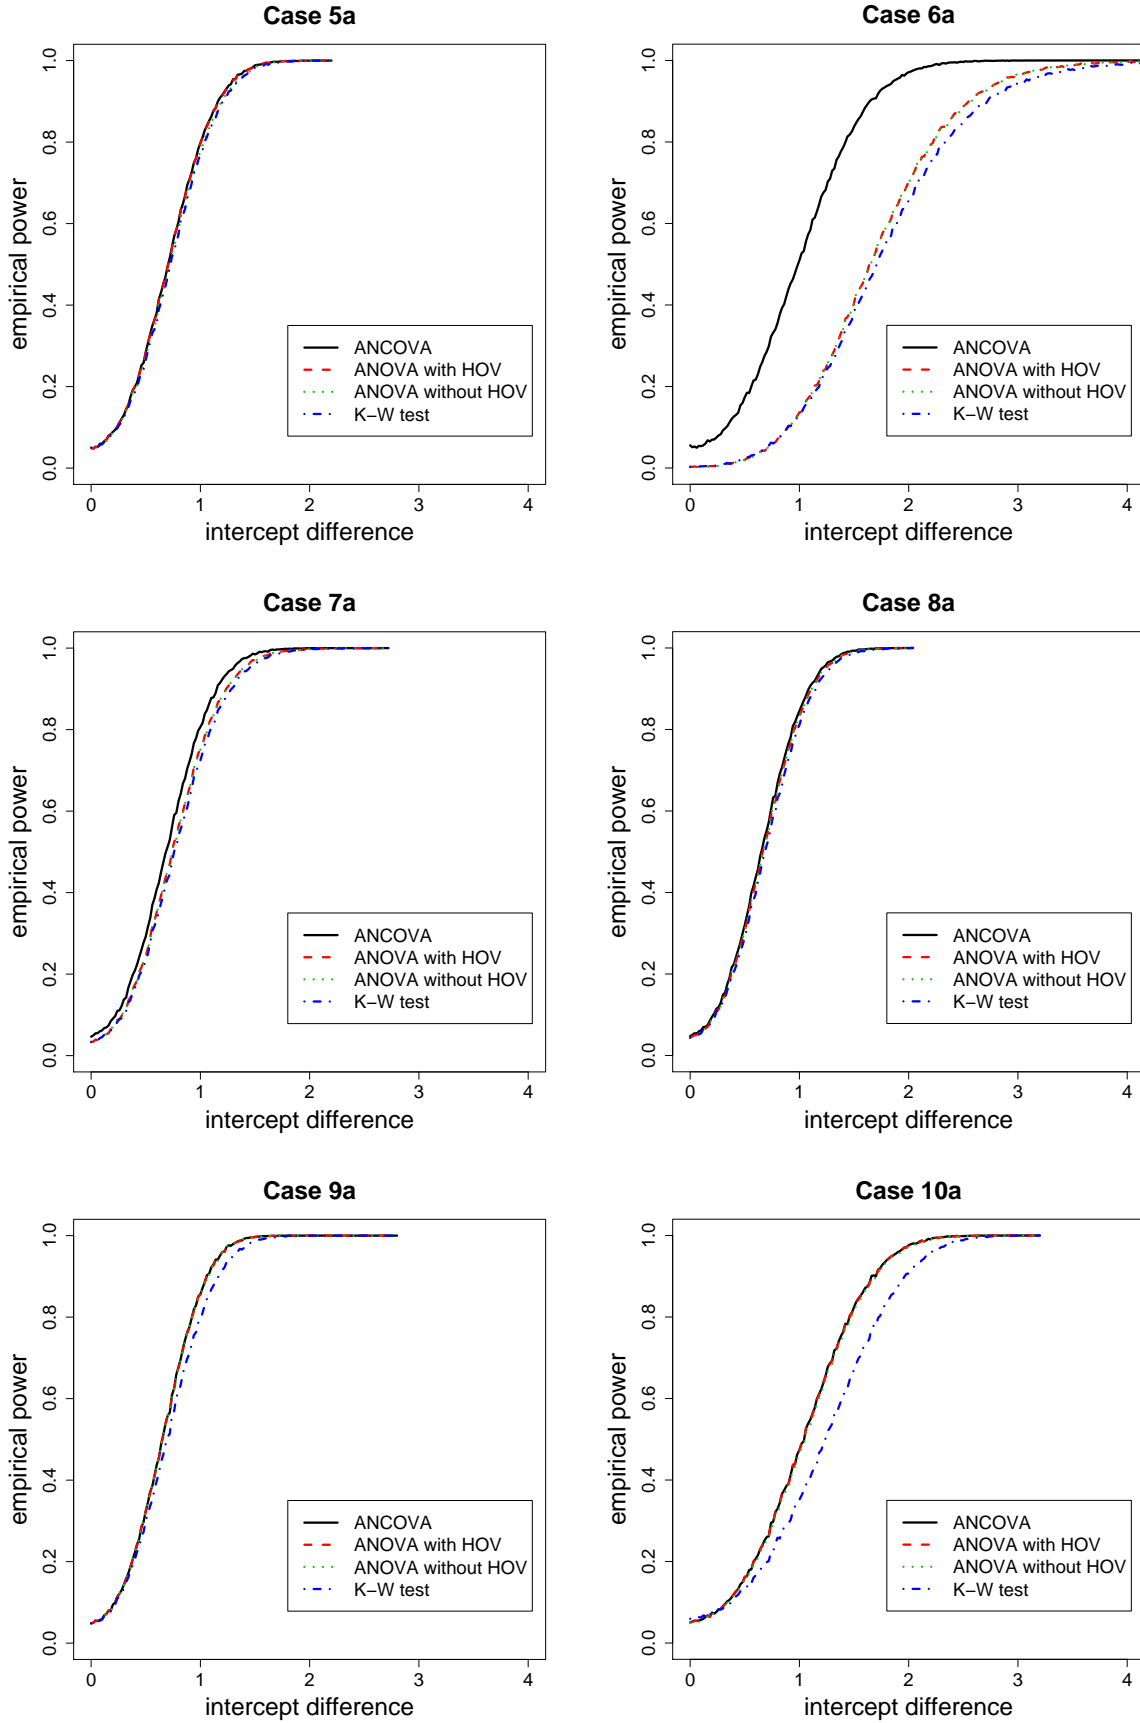 Case 5a
empirical power
0.0
0.2
0.4
0.6
0.8
1.0
ANCOVA
ANOVA with HOV
ANOVA without HOV
K−W test
0
1
2
3
4
intercept difference
Case 6a
empirical power
0.0
0.2
0.4
0.6
0.8
1.0
ANCOVA
ANOVA with HOV
ANOVA without HOV
K−W test
0
1
2
3
4
intercept difference
Case 7a
empirical power
0.0
0.2
0.4
0.6
0.8
1.0
ANCOVA
ANOVA with HOV
ANOVA without HOV
K−W test
0
1
2
3
4
intercept difference
Case 8a
empirical power
0.0
0.2
0.4
0.6
0.8
1.0
ANCOVA
ANOVA with HOV
ANOVA without HOV
K−W test
0
1
2
3
4
intercept difference
Case 9a
empirical power
0.0
0.2
0.4
0.6
0.8
1.0
ANCOVA
ANOVA with HOV
ANOVA without HOV
K−W test
0
1
2
3
4
intercept difference
Case 10a
empirical power
0.0
0.2
0.4
0.6
0.8
1.0
ANCOVA
ANOVA with HOV
ANOVA without HOV
K−W test
0
1
2
3
4
intercept difference